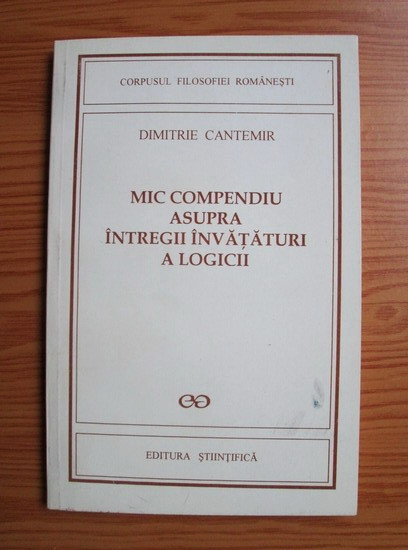 CORPUSUL FILOSOFIEI ROMÂNEȘTI
DIMITRIE CANTEMIR
MIC COMPENDIU
ASUPRA
ÎNTREGII ÎNVĂȚĂTURI
A LOGICII
EDITURA ȘTIINȚIFICĂ